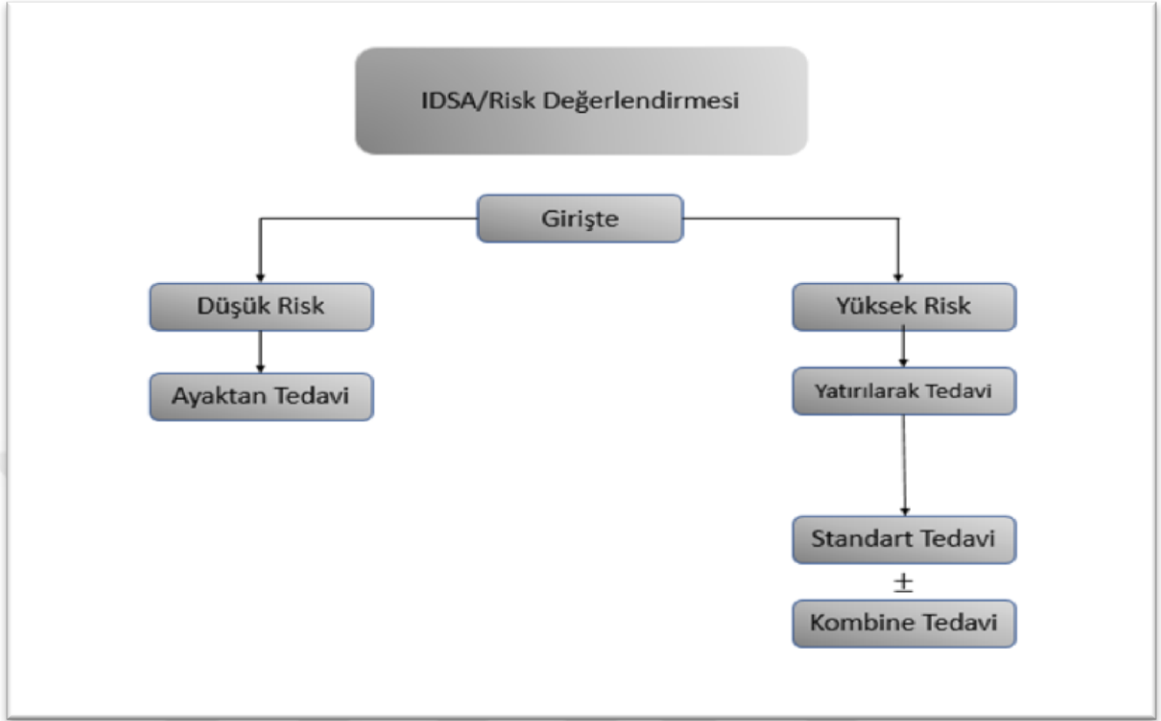 IDSA/Risk Değerlendirmesi
Girişte
Düşük Risk
Yüksek Risk
Ayaktan Tedavi
Yatırılarak Tedavi
Standart Tedavi
±
Kombine Tedavi